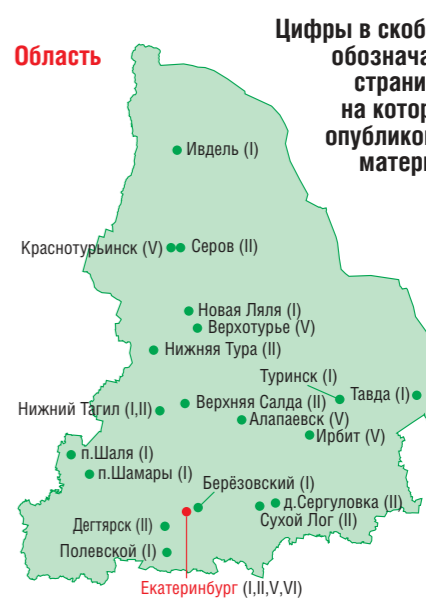 Область
Цифры в скоб
обознача
страни
на котор
опубликов
матери
Ивдель (I)
Краснотурьинск (V)
Серов (II)
Новая Ляля (I)
Верхотурье (V)
Нижняя Тура (II)
Туринск (I)
Тавда (I)
Нижний Тагил (I,II)
Верхняя Салда (II)
Алапаевск (V)
Ирбит (V)
п.Шаля (I)
п.Шамары (I)
Берёзовский (I)
д.Сергуловка (II)
Сухой Лог (II)
Дегтярск (II)
Полевской (I)
Екатеринбург (I,II,V,VI)